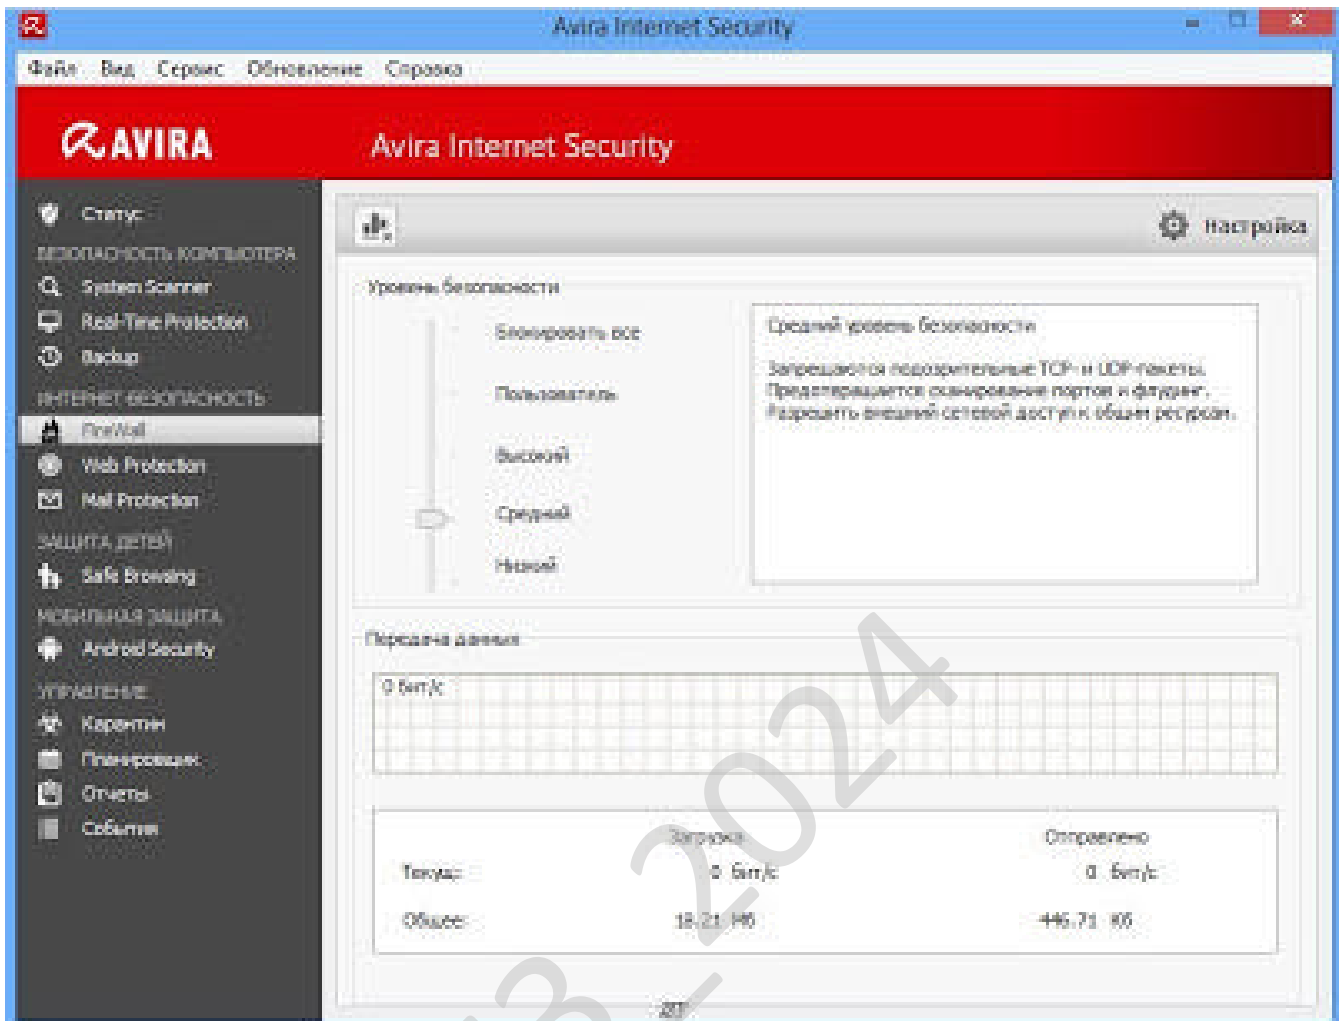 Avira Internet Security
Файл Вид Сервис Обновление Справка
AVIRA
Avira Internet Security
Статус
БЕЗОПАСНОСТЬ КОМПЬЮТЕРА
System Scanner
Real-Time Protection
Backup
ИНТЕРНЕТ БЕЗОПАСНОСТЬ
FireWall
Web Protection
Mail Protection
ЗАЩИТА ДЕТЕЙ
Safe Browsing
МОБИЛЬНАЯ ЗАЩИТА
Android Security
УПРАВЛЕНИЕ
Карантин
Планировщик
Отчеты
События
Настройка
Уровень безопасности
Блокировать все
Пользователь
Высокий
Средний
Низкий
Средний уровень безопасности
Запрещаются подозрительные TCP- и UDP-пакеты.
Предотвращается сканирование портов и флудинг.
Разрешить внешний сетевой доступ к общим ресурсам.
Передача данных
0 бит/с
Загрузка Отправлено
Текущ.: 0 бит/с 0 бит/с
Общее: 18.21 Мб 446.71 Кб
3_2024